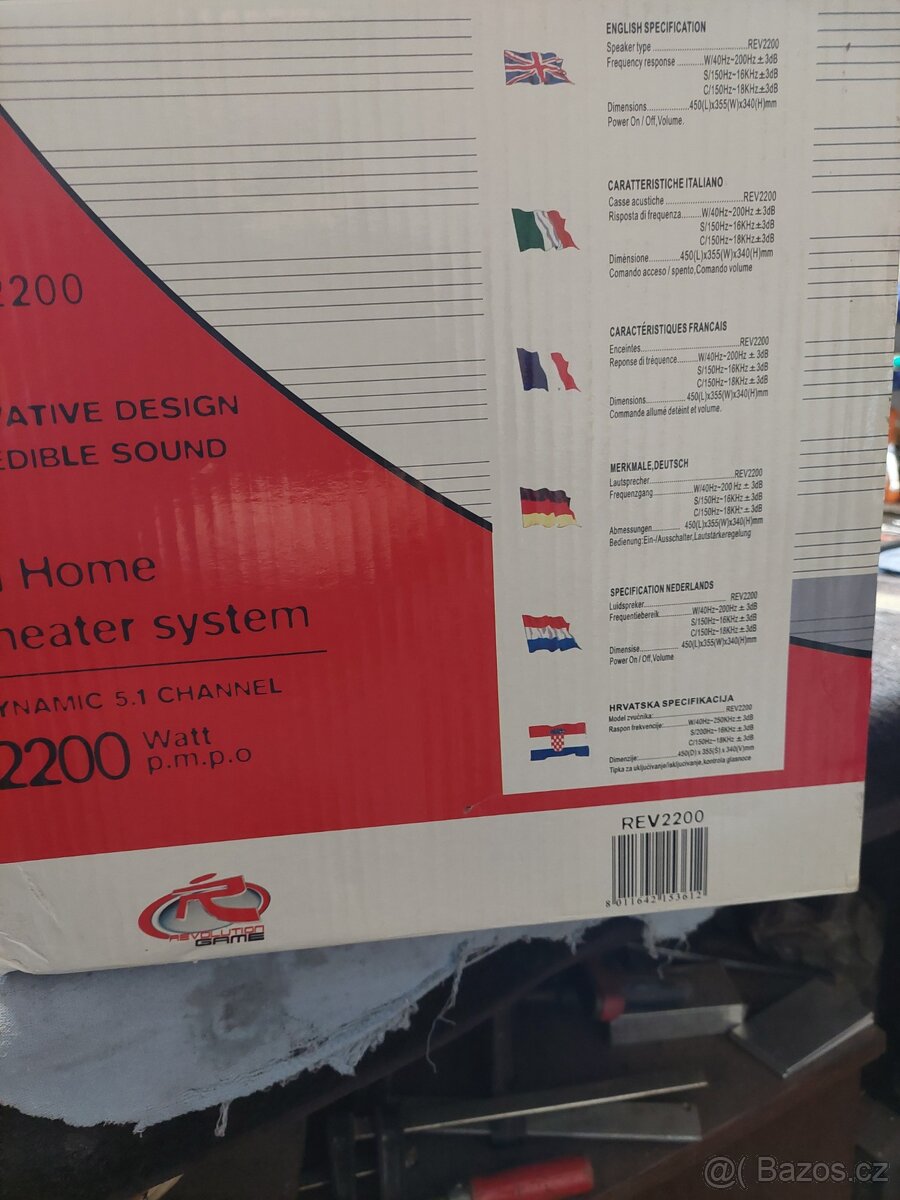 2200
VATIVE DESIGN
EDIBLE SOUND
Home
heater system
YNAMIC 5.1 CHANNEL
2200 Watt
p.m.p.o
REVOLUTION
GAME
ENGLISH SPECIFICATION
Speaker type ........................REV2200
Frequency response ........W/40Hz~200Hz±3dB
S/150Hz~16KHz±3dB
C/150Hz~18KHz±3dB
Dimensions.............450(L)x355(W)x340(H)mm
Power On / Off,Volume.
CARATTERISTICHE ITALIANO
Casse acustiche ........................REV2200
Risposta di frequenza.......W/40Hz~200Hz ± 3dB
S/150Hz~16KHz ± 3dB
C/150Hz~18KHz±3dB
Dimènsione............450(L)x355(W)x340(H)mm
Comando acceso / spento,Comando volume
CARACTÉRISTIQUES FRANCAIS
Enceintes................................REV2200
Reponse di tréquence.......W/40Hz~200Hz ± 3dB
S/150Hz~16KHz ± 3dB
C/150Hz~18KHz ± 3dB
Dimensions............. 450(L)x355(W)x340(H)mm
Commande allumé deteint et volume.
MERKMALE,DEUTSCH
Lautsprecher...........................REV2200
Frequenzgang..............W/40Hz~200 Hz ± 3dB
S/150Hz~16KHz ± 3dB
C/150Hz~18KHz ± 3dB
Abmessungen ...........450(L)x355(W)x340(H)mm
Bedienung:Ein-/Ausschalter,Lautstärkeregelung
SPECIFICATION NEDERLANDS
Luidspreker............................. REV2200
Frequentiebereik...........W/40Hz~200Hz ± 3dB
S/150Hz~16KHz ± 3dB
C/150Hz~18KHz ± 3dB
Dimensise.............450(L)x355(W)x340(H)mm
Power On / Off,Volume
HRVATSKA SPECIFIKACIJA
Model zvučnika:........................REV2200
Raspon frekvencije:........W/40Hz~250KHz ± 3dB
S/200Hz~16KHz ± 3dB
C/150Hz~18KHz ± 3dB
Dimenzije:.............450(D) x 355(S) x 340(V)mm
Tipka za uključivanje/isključivanje,kontrola glasnoce
REV2200
8 011642 153612
@( Bazos.cz